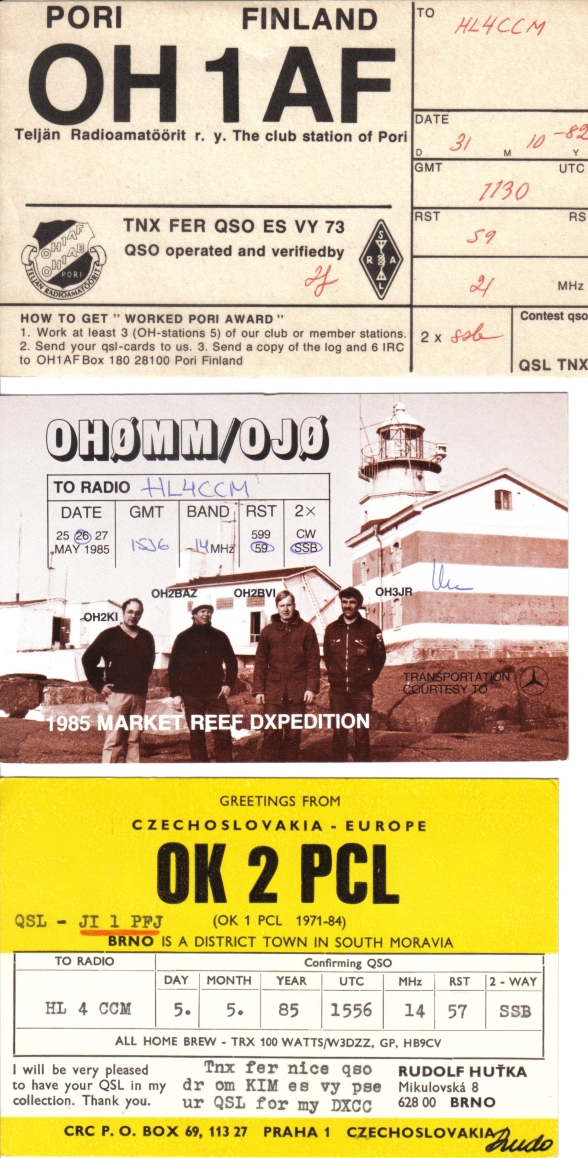 PORI FINLAND
TO HL4CCM
OH 1 AF
Teljän Radioamatöörit r. y. The club station of Pori
DATE
D 31 M 10 -82 Y
GMT UTC
1130
TNX FER QSO ES VY 73
QSO operated and verifiedby
OH1AF
OH1AB
PORI
TELJÄN RADIOAMATÖÖRIT
S R A L
RST RS
59
21 MHz
HOW TO GET " WORKED PORI AWARD "
1. Work at least 3 (OH-stations 5) of our club or member stations.
2. Send your qsl-cards to us. 3. Send a copy of the log and 6 IRC
to OH1AF Box 180 28100 Pori Finland
2 x ssb
Contest qso
QSL TNX
OHØMM/OJØ
TO RADIO HL4CCM
DATE GMT BAND RST 2×
25 26 27 599 CW
MAY 1985 1536 14 MHz 59 SSB
OH2KI OH2BAZ OH2BVI OH3JR
TRANSPORTATION
COURTESY TO
1985 MARKET REEF DXPEDITION
GREETINGS FROM
CZECHOSLOVAKIA - EUROPE
OK 2 PCL
QSL - JI 1 PFJ (OK 1 PCL 1971-84)
BRNO IS A DISTRICT TOWN IN SOUTH MORAVIA
TO RADIO Confirming QSO
DAY MONTH YEAR UTC MHz RST 2 - WAY
HL 4 CCM 5. 5. 85 1556 14 57 SSB
ALL HOME BREW - TRX 100 WATTS/W3DZZ, GP, HB9CV
I will be very pleased
to have your QSL in my
collection. Thank you.
Tnx fer nice qso
dr om KIM es vy pse
ur QSL for my DXCC
RUDOLF HUŤKA
Mikulovská 8
628 00 BRNO
CRC P. O. BOX 69, 113 27 PRAHA 1 CZECHOSLOVAKIA
Rudo